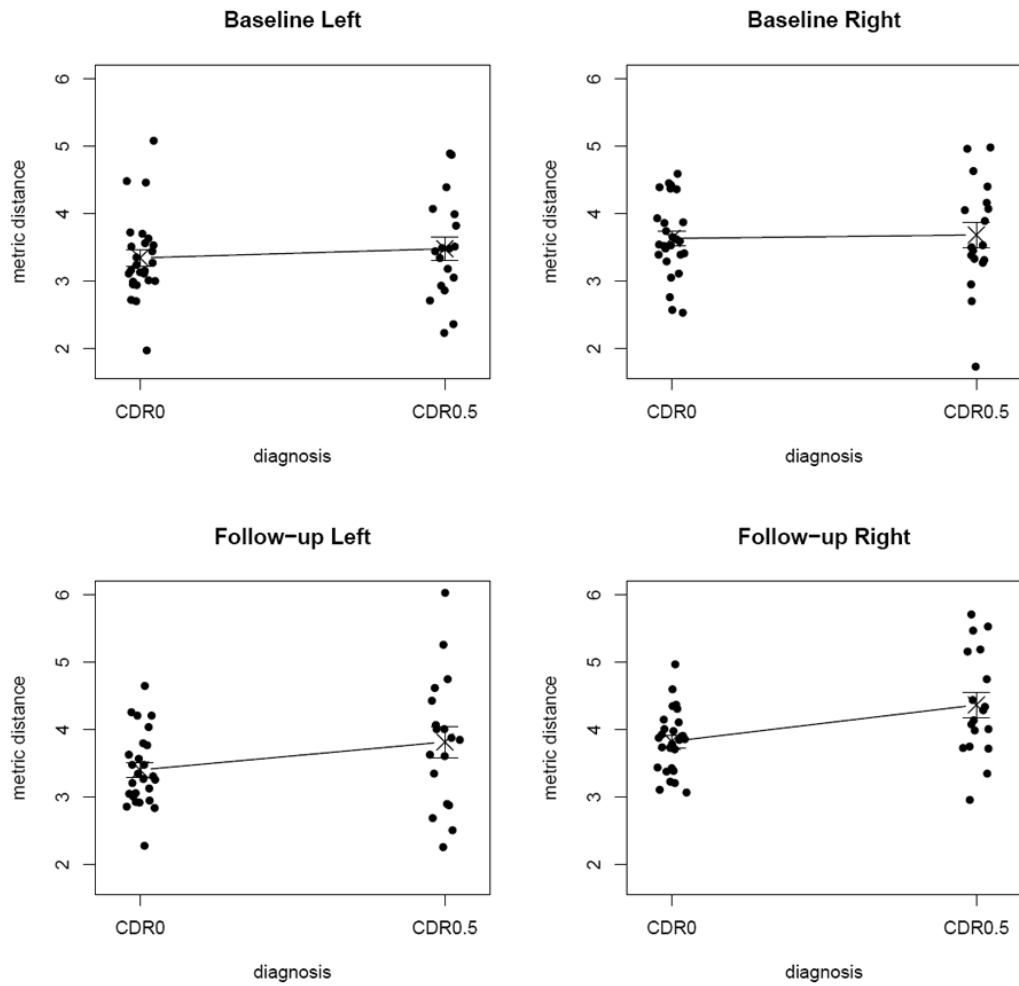 Baseline Left
metric distance
6
5
4
3
2
CDR0 CDR0.5
diagnosis
Baseline Right
metric distance
6
5
4
3
2
CDR0 CDR0.5
diagnosis
Follow-up Left
metric distance
6
5
4
3
2
CDR0 CDR0.5
diagnosis
Follow-up Right
metric distance
6
5
4
3
2
CDR0 CDR0.5
diagnosis